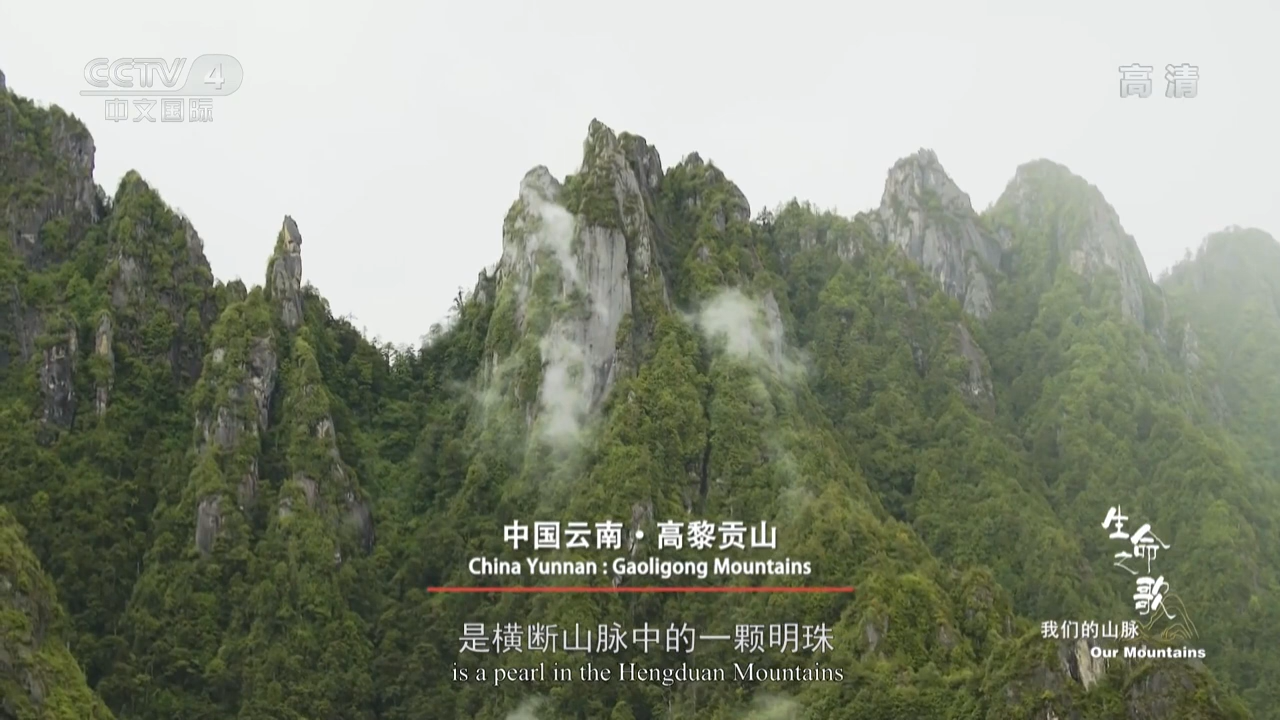 CCTV 4
中文国际
高清
中国云南·高黎贡山
China Yunnan : Gaoligong Mountains
是横断山脉中的一颗明珠
is a pearl in the Hengduan Mountains
生命之歌
我们的山脉
Our Mountains